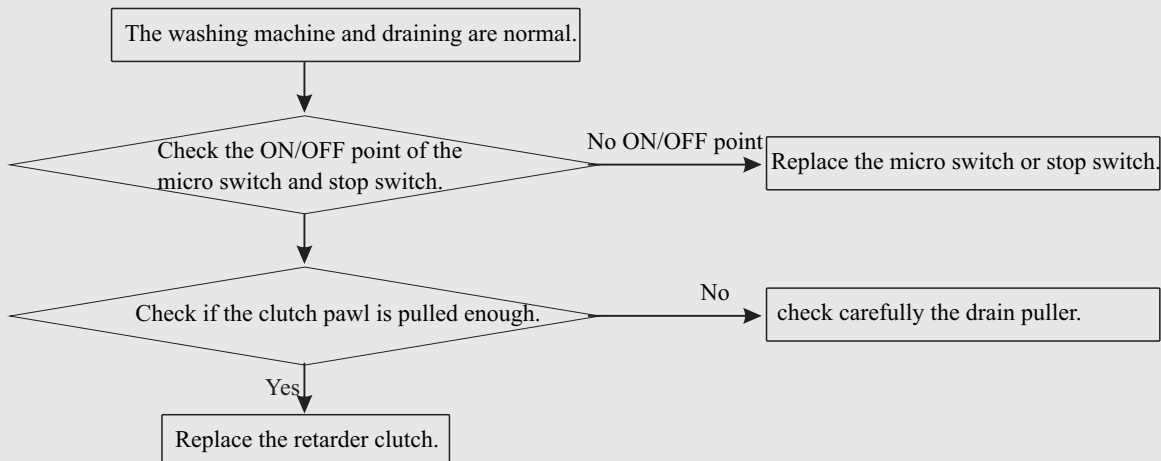 The washing machine and draining are normal.
Check the ON/OFF point of the
micro switch and stop switch.
No ON/OFF point
Replace the micro switch or stop switch.
Check if the clutch pawl is pulled enough.
No
check carefully the drain puller.
Yes
Replace the retarder clutch.